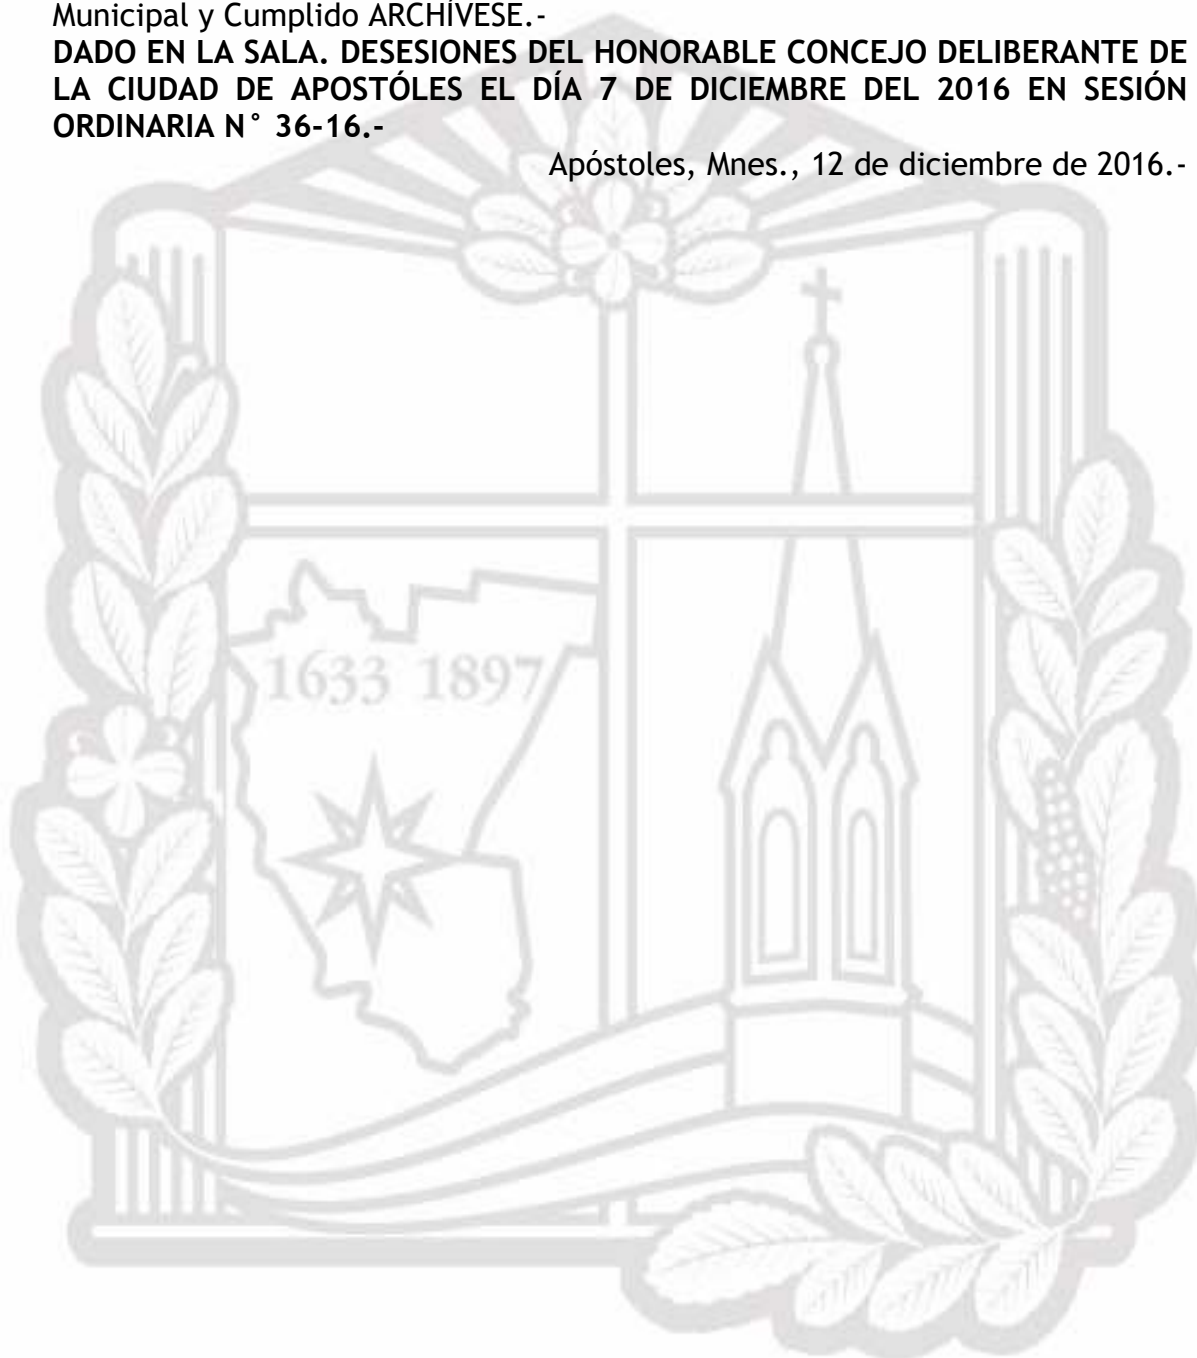 Municipal y Cumplido ARCHÍVESE.-
DADO EN LA SALA. DESESIONES DEL HONORABLE CONCEJO DELIBERANTE DE
LA CIUDAD DE APOSTÓLES EL DÍA 7 DE DICIEMBRE DEL 2016 EN SESIÓN
ORDINARIA N° 36-16.-
Apóstoles, Mnes., 12 de diciembre de 2016.-
1633 1897